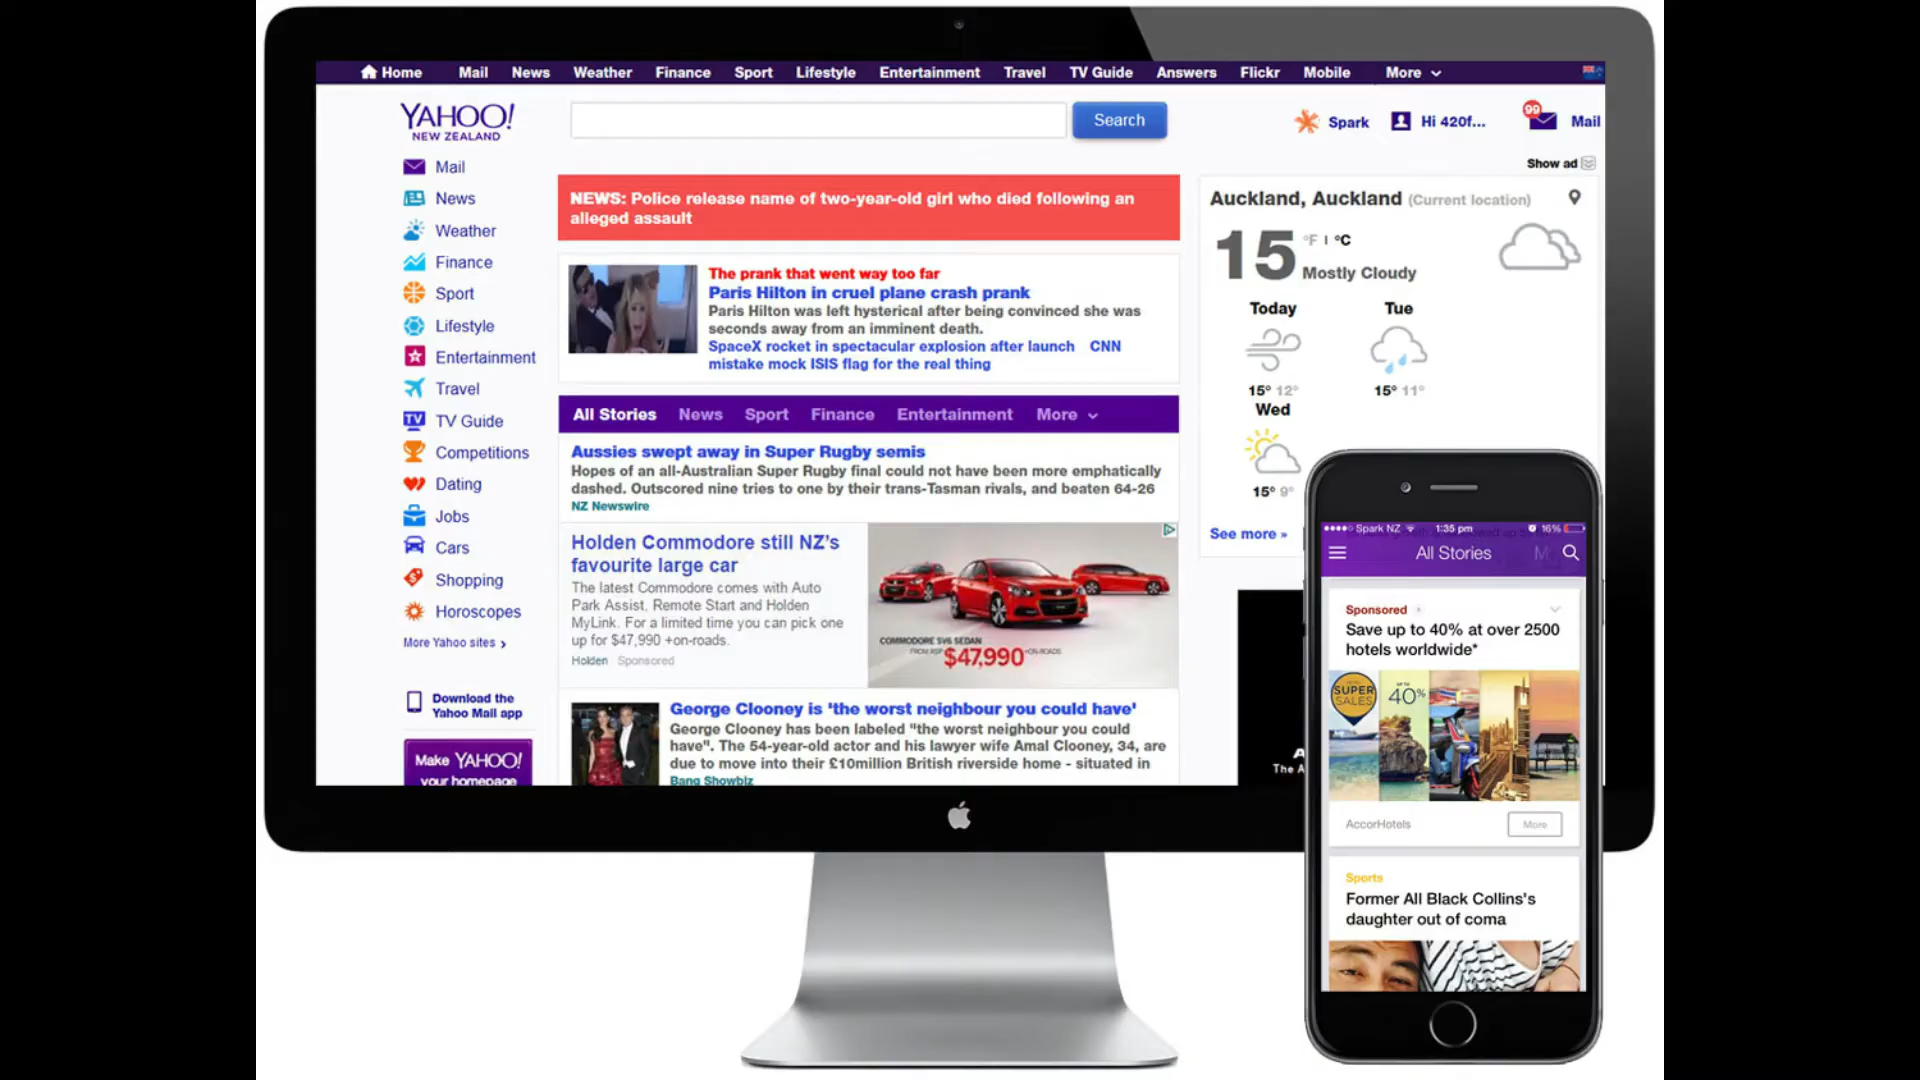 Home Mail News Weather Finance Sport Lifestyle Entertainment Travel TV Guide Answers Flickr Mobile More
YAHOO!
NEW ZEALAND
Search
Spark
Hi 420f...
99
Mail
Show ad
Mail
News
Weather
Finance
Sport
Lifestyle
Entertainment
Travel
TV
TV Guide
Competitions
Dating
Jobs
Cars
Shopping
Horoscopes
More Yahoo sites
Download the
Yahoo Mail app
Make YAHOO!
your homepage
NEWS: Police release name of two-year-old girl who died following an
alleged assault
The prank that went way too far
Paris Hilton in cruel plane crash prank
Paris Hilton was left hysterical after being convinced she was
seconds away from an imminent death.
SpaceX rocket in spectacular explosion after launch CNN
mistake mock ISIS flag for the real thing
All Stories News Sport Finance Entertainment More
Aussies swept away in Super Rugby semis
Hopes of an all-Australian Super Rugby final could not have been more emphatically
dashed. Outscored nine tries to one by their trans-Tasman rivals, and beaten 64-26
NZ Newswire
Holden Commodore still NZ's
favourite large car
The latest Commodore comes with Auto
Park Assist, Remote Start and Holden
MyLink. For a limited time you can pick one
up for $47,990 +on-roads.
Holden Sponsored
COMMODORE SV6 SEDAN
FROM RRP $47,990 +ON-ROADS
George Clooney is 'the worst neighbour you could have'
George Clooney has been labeled "the worst neighbour you could
have". The 54-year-old actor and his lawyer wife Amal Clooney, 34, are
due to move into their £10million British riverside home - situated in
Bang Showbiz
Auckland, Auckland (Current location)
15 °F | °C
Mostly Cloudy
Today Tue
15° 12° 15° 11°
Wed
15° 9°
See more »
A
The A
Spark NZ 1:35 pm 16%
All Stories M
Sponsored
Save up to 40% at over 2500
hotels worldwide*
SUPER
SALES
UP TO
40%
AccorHotels
More
Sports
Former All Black Collins's
daughter out of coma